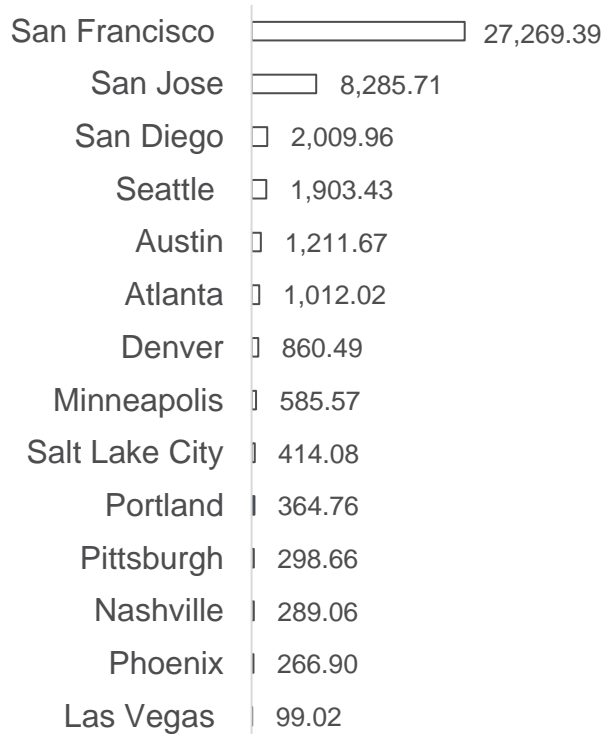 San Francisco 27,269.39
San Jose 8,285.71
San Diego 2,009.96
Seattle 1,903.43
Austin 1,211.67
Atlanta 1,012.02
Denver 860.49
Minneapolis 585.57
Salt Lake City 414.08
Portland 364.76
Pittsburgh 298.66
Nashville 289.06
Phoenix 266.90
Las Vegas 99.02